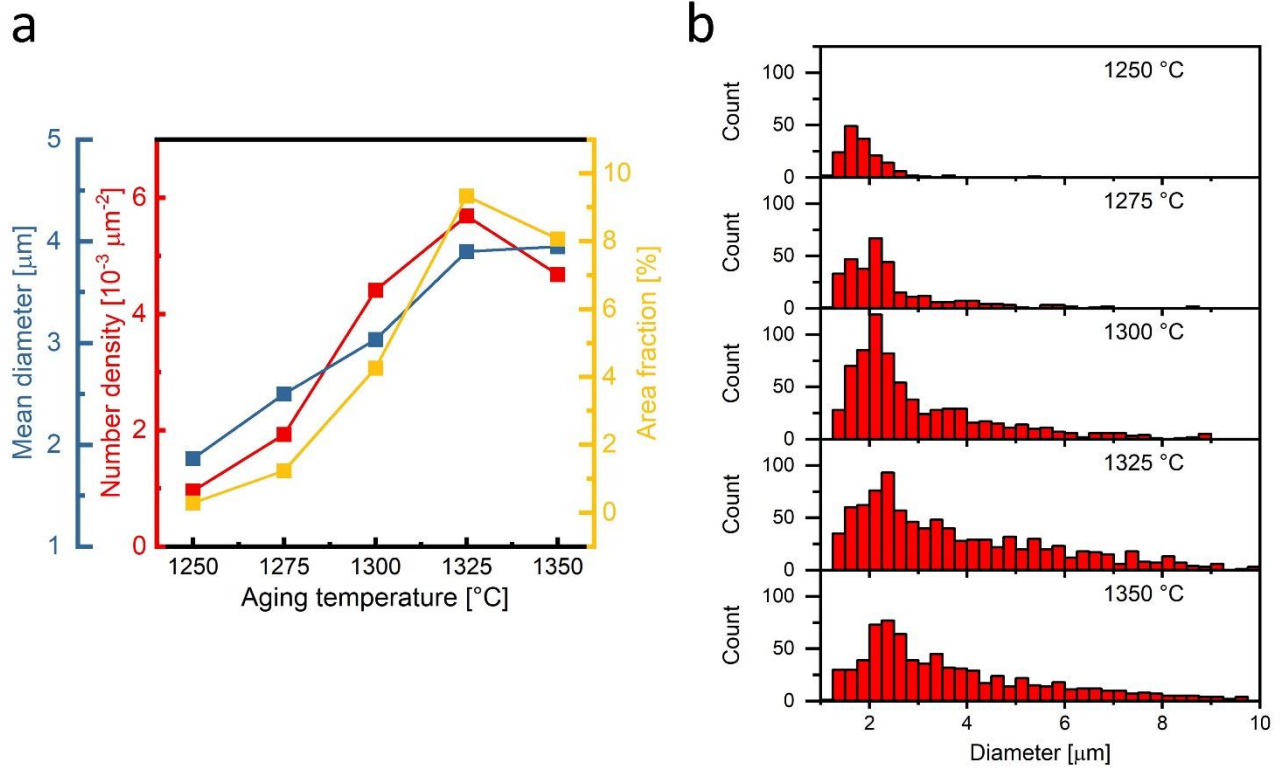 a
5
4
3
2
1
Mean diameter [μm]
6
4
2
0
Number density [10⁻³ μm⁻²]
10
8
6
4
2
0
Area fraction [%]
1250 1275 1300 1325 1350
Aging temperature [°C]
b
1250 °C
100
50
0
Count
1275 °C
100
50
0
Count
1300 °C
100
50
0
Count
1325 °C
100
50
0
Count
1350 °C
100
50
0
Count
2 4 6 8 10
Diameter [μm]